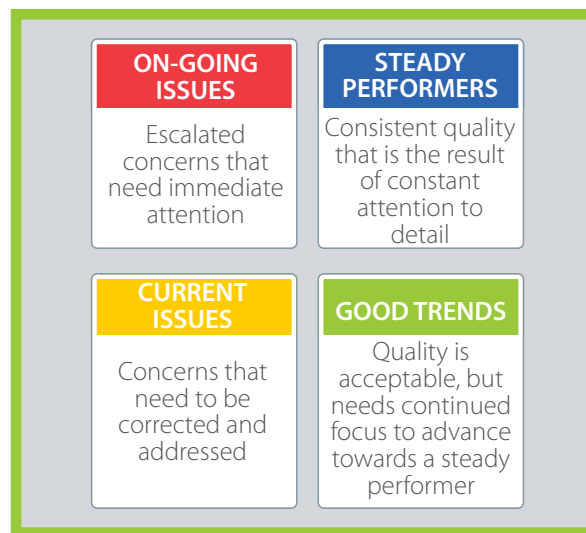 ON-GOING
ISSUES
Escalated
concerns that
need immediate
attention
STEADY
PERFORMERS
Consistent quality
that is the result
of constant
attention to
detail
CURRENT
ISSUES
Concerns that
need to be
corrected and
addressed
GOOD TRENDS
Quality is
acceptable, but
needs continued
focus to advance
towards a steady
performer